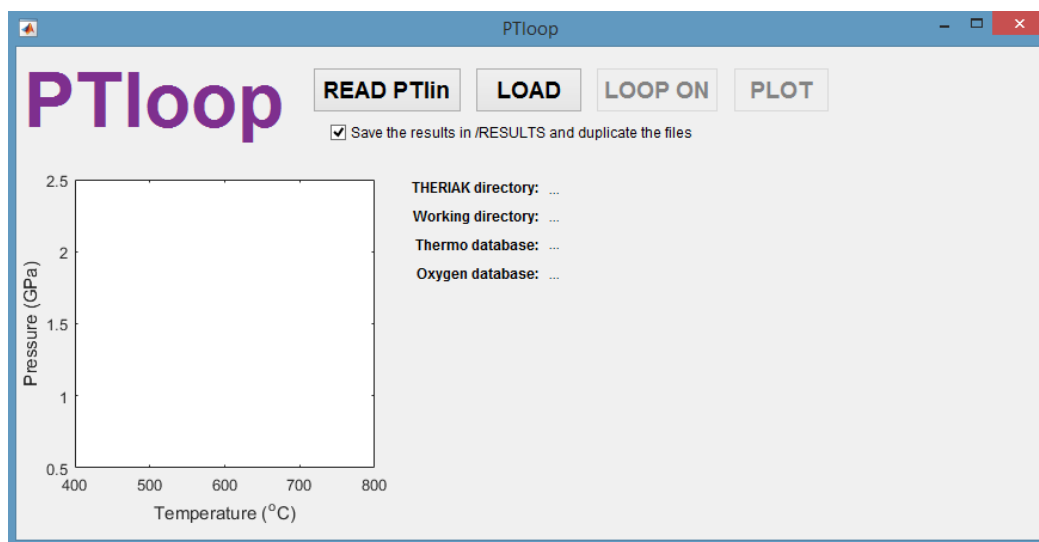 PTloop
PTloop
READ PTlin LOAD LOOP ON PLOT
Save the results in /RESULTS and duplicate the files
2.5
2
1.5
1
0.5
Pressure (GPa)
400 500 600 700 800
Temperature (°C)
THERIAK directory: ...
Working directory: ...
Thermo database: ...
Oxygen database: ...